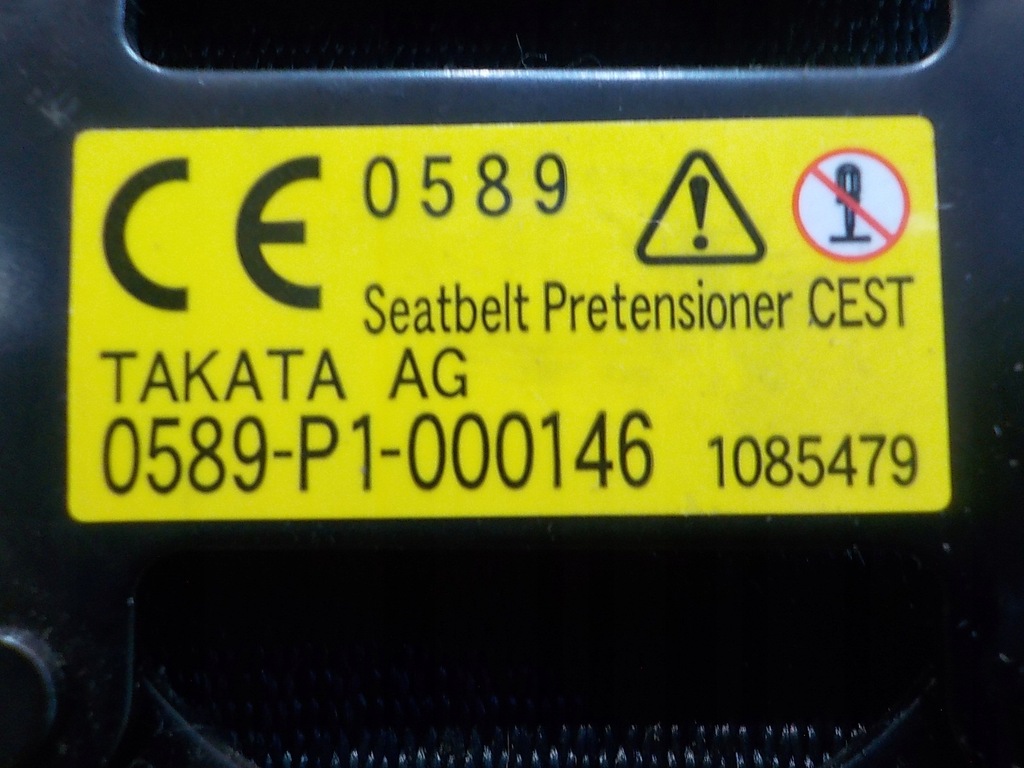 CE 0589
Seatbelt Pretensioner CEST
TAKATA AG
0589-P1-000146 1085479